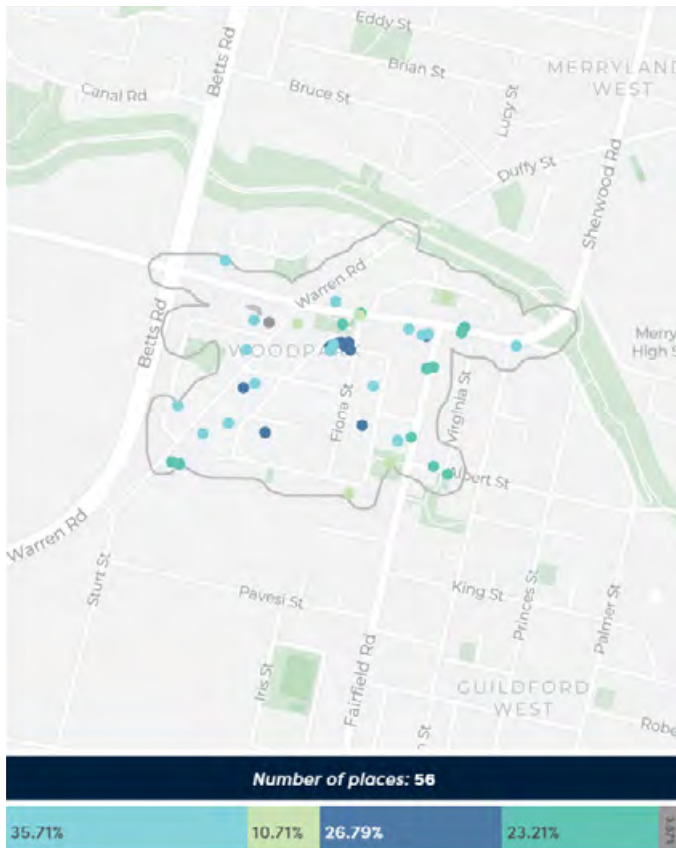 Eddy St
Betts Rd
Brian St
MERRYLAND
WEST
Canal Rd
Bruce St
Lucy St
Duffy St
Sherwood Rd
Warren Rd
Betts Rd
Merry
High S
WOODPARK
Fiona St
Virginia St
Albert St
Warren Rd
Sturt St
Pavesi St
King St
Princes St
Palmer St
Iris St
Fairfield Rd
GUILDFORD
WEST
n St
Robe
Number of places: 56
35.71%
10.71%
26.79%
23.21%